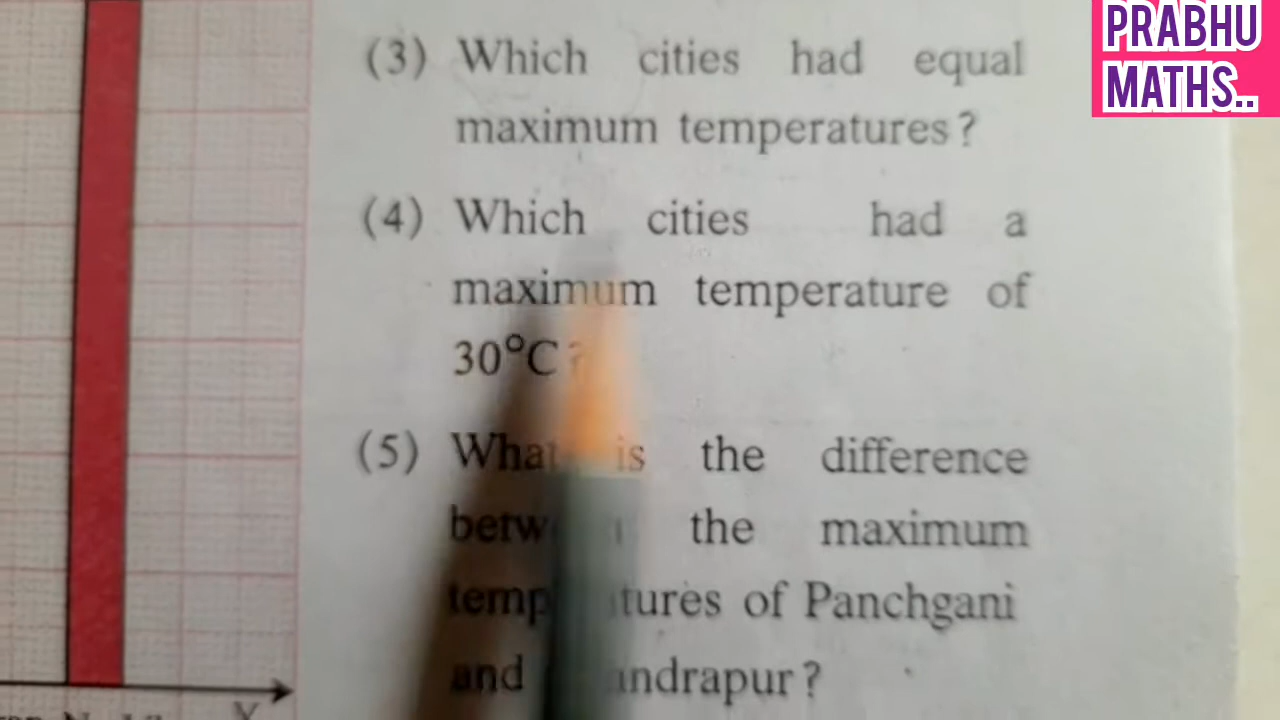 PRABHU
MATHS..
(3) Which cities had equal
maximum temperatures?
(4) Which cities had a
maximum temperature of
30°C?
(5) is the difference
the maximum
of Panchgani
and
X